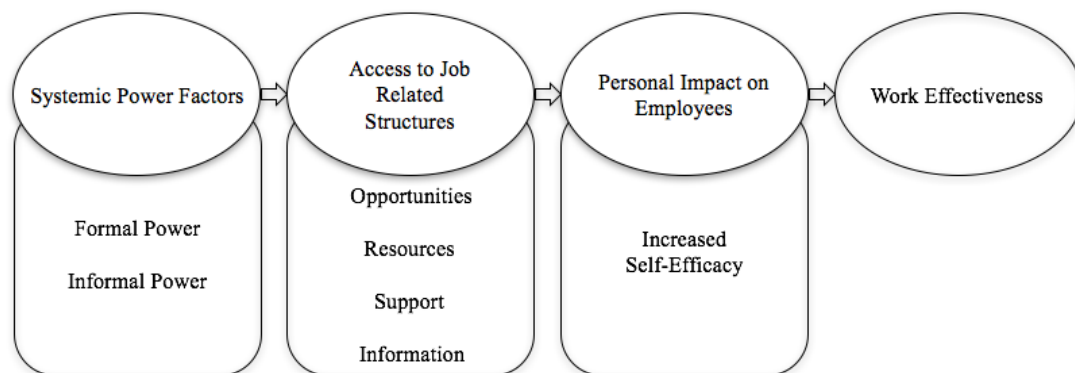 Systemic Power Factors
Access to Job
Related
Structures
Personal Impact on
Employees
Work Effectiveness
Formal Power
Informal Power
Opportunities
Resources
Support
Information
Increased
Self-Efficacy